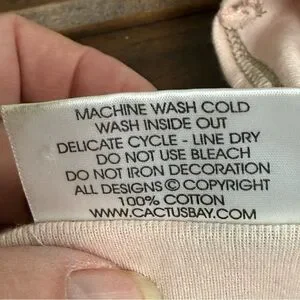 MACHINE WASH COLD
WASH INSIDE OUT
DELICATE CYCLE - LINE DRY
DO NOT USE BLEACH
DO NOT IRON DECORATION
ALL DESIGNS © COPYRIGHT
100% COTTON
WWW.CACTUSBAY.COM